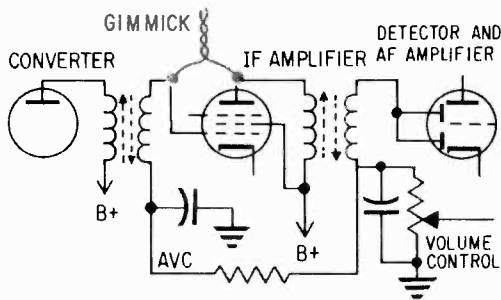 GIMMICK
DETECTOR AND
AF AMPLIFIER
CONVERTER
IF AMPLIFIER
B+
B+
AVC
VOLUME
CONTROL